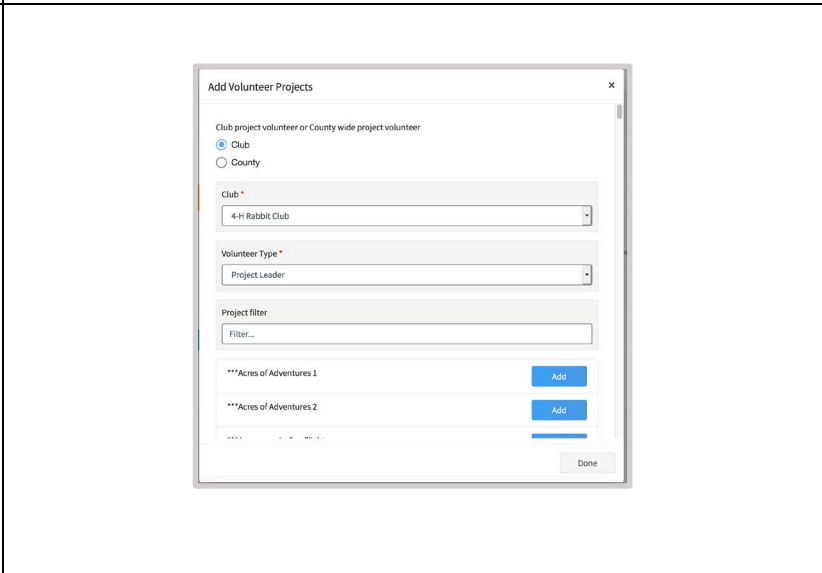 Add Volunteer Projects ×
Club project volunteer or County wide project volunteer
Club
County
Club *
4-H Rabbit Club
Volunteer Type *
Project Leader
Project filter
Filter...
***Acres of Adventures 1 Add
***Acres of Adventures 2 Add
Done